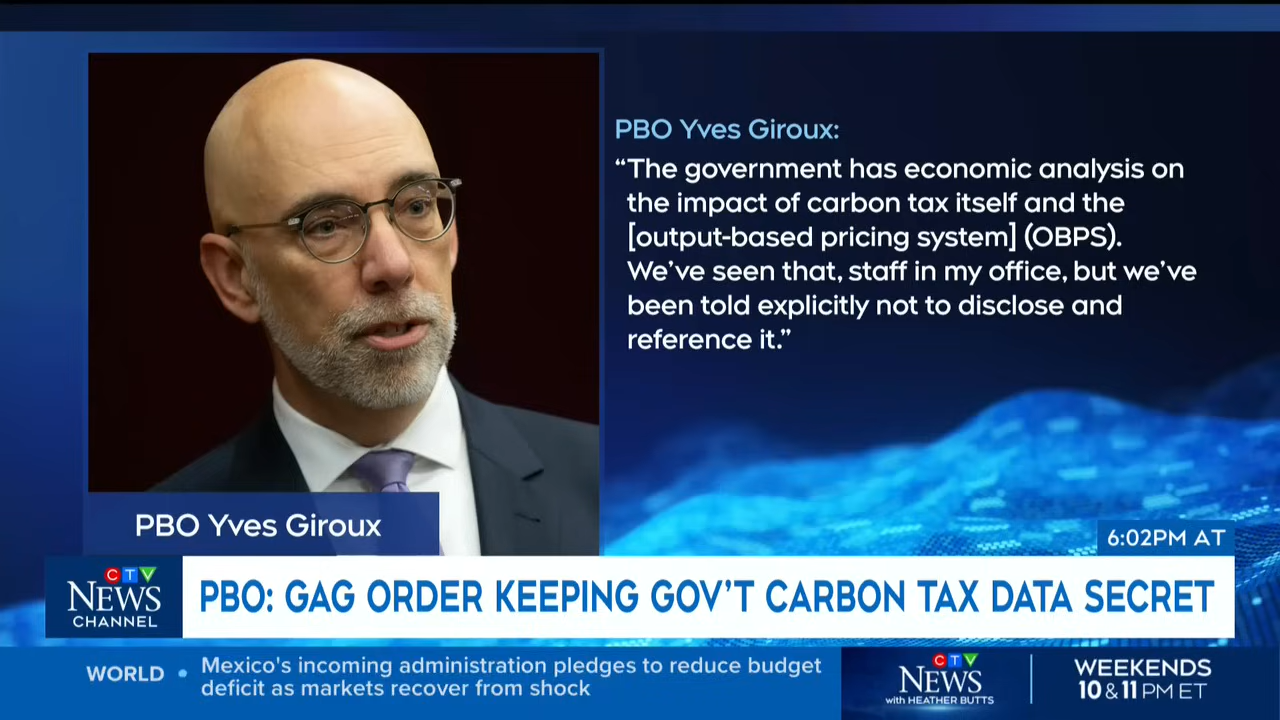 PBO Yves Giroux:
“The government has economic analysis on
the impact of carbon tax itself and the
[output-based pricing system] (OBPS).
We’ve seen that, staff in my office, but we’ve
been told explicitly not to disclose and
reference it.”
PBO Yves Giroux
6:02PM AT
CTV
NEWS
CHANNEL
PBO: GAG ORDER KEEPING GOV’T CARBON TAX DATA SECRET
WORLD •
Mexico's incoming administration pledges to reduce budget
deficit as markets recover from shock
CTV
NEWS
with HEATHER BUTTS
WEEKENDS
10 & 11 PM ET